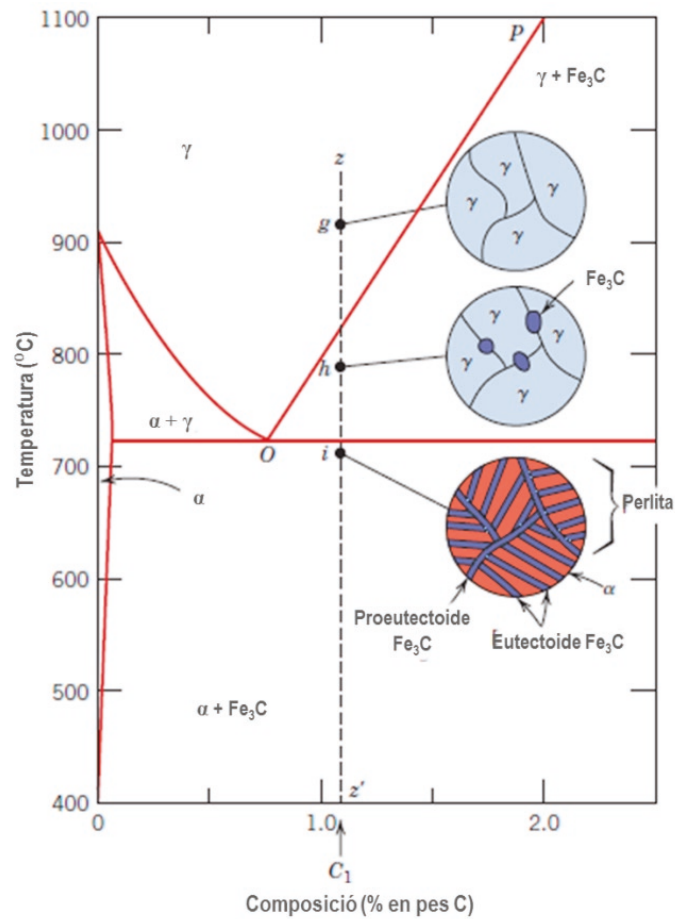 1100
1000
900
800
700
600
500
400
Temperatura (°C)
P
γ + Fe₃C
γ
z
g
γ
γ
γ
γ
Fe₃C
γ
γ
γ
γ
h
α + γ
O
i
α
Perlita
α
Proeutectoide
Fe₃C
Eutectoide Fe₃C
α + Fe₃C
z'
0
1.0
2.0
C₁
Composició (% en pes C)